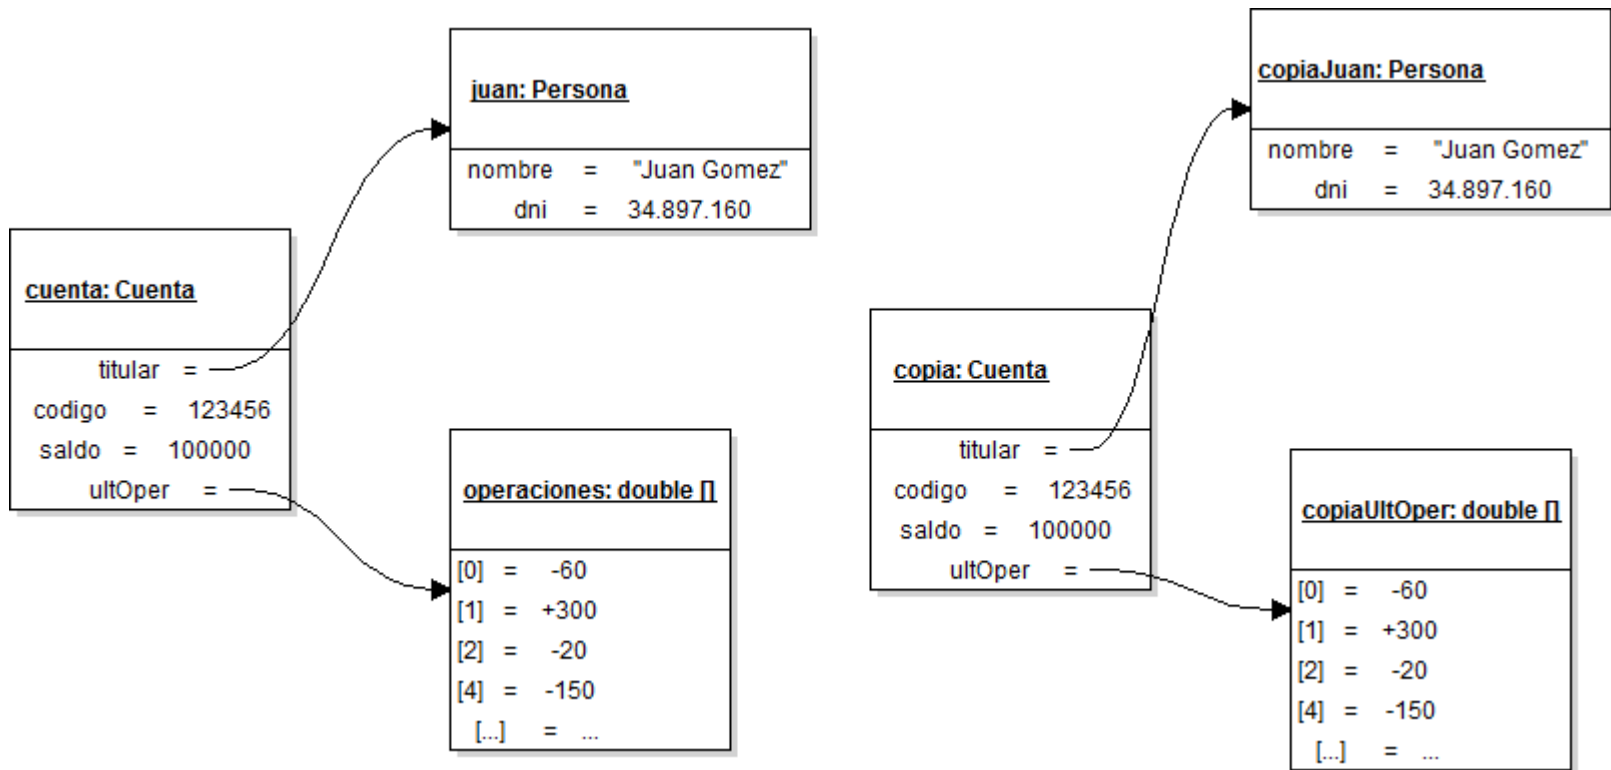 juan: Persona
nombre = "Juan Gomez"
dni = 34.897.160
cuenta: Cuenta
titular =
codigo = 123456
saldo = 100000
ultOper =
operaciones: double []
[0] = -60
[1] = +300
[2] = -20
[4] = -150
[...] = ...
copiaJuan: Persona
nombre = "Juan Gomez"
dni = 34.897.160
copia: Cuenta
titular =
codigo = 123456
saldo = 100000
ultOper =
copiaUltOper: double []
[0] = -60
[1] = +300
[2] = -20
[4] = -150
[...] = ...